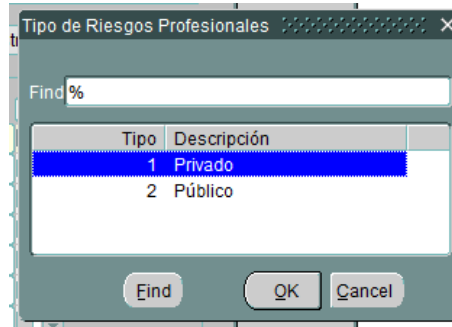 Tipo de Riesgos Profesionales
Find %
Tipo Descripción
1 Privado
2 Público
Find OK Cancel